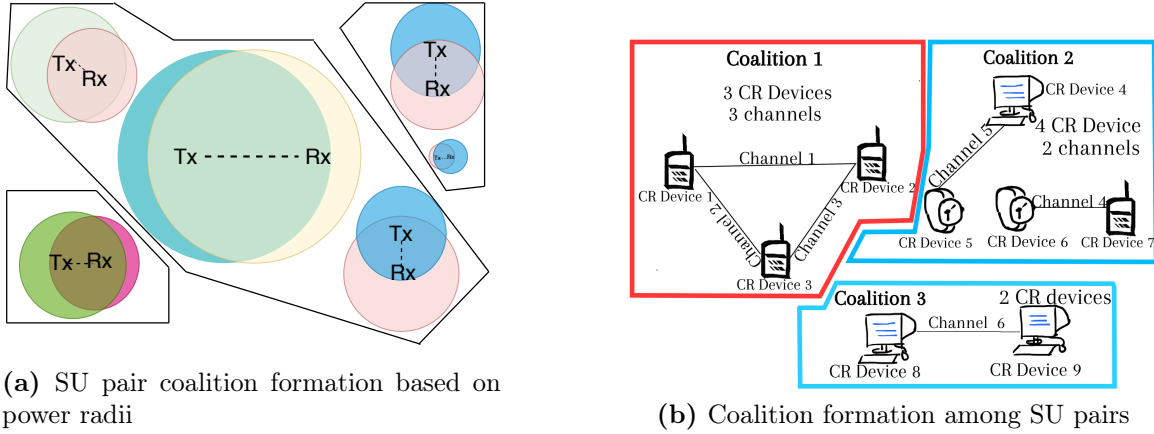 Tx
Rx
Tx
Rx
Tx
Rx
Tx
Rx
Tx Rx
Tx
Rx
(a) SU pair coalition formation based on
power radii
Coalition 1
3 CR Devices
3 channels
Channel 1
CR Device 1
CR Device 2
Channel 2
Channel 3
CR Device 3
Coalition 2
CR Device 4
4 CR Device
2 channels
Channel 5
Channel 4
CR Device 5
CR Device 6
CR Device 7
Coalition 3
2 CR devices
Channel 6
CR Device 8
CR Device 9
(b) Coalition formation among SU pairs